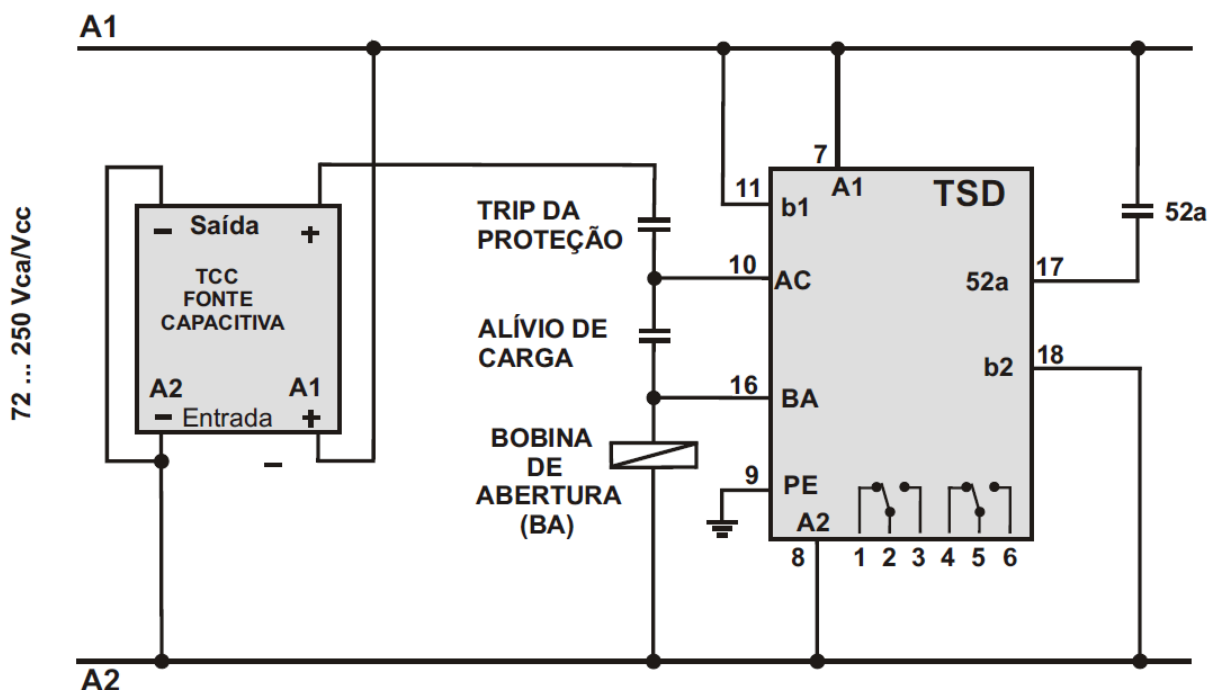 A1
72 ... 250 Vca/Vcc
- Saída +
TCC
FONTE
CAPACITIVA
A2 A1
- Entrada +
-
TRIP DA
PROTEÇÃO
ALÍVIO DE
CARGA
BOBINA
DE
ABERTURA
(BA)
7
A1 TSD
11 b1
10 AC
16 BA
9 PE
A2
8 1 2 3 4 5 6
52a 17
b2 18
52a
A2